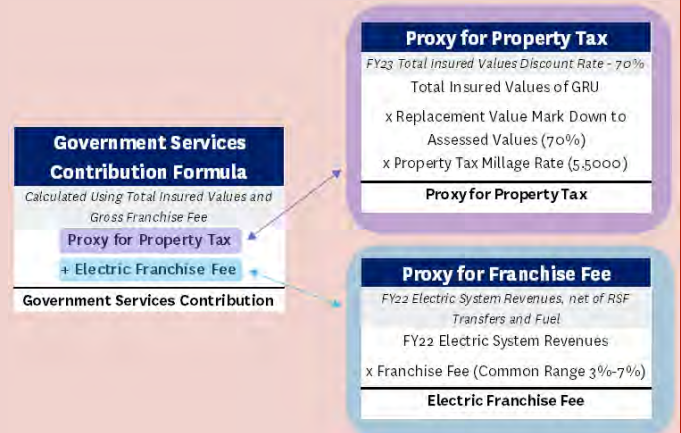 Government Services
Contribution Formula
Calculated Using Total Insured Values and
Gross Franchise Fee
Proxy for Property Tax
+ Electric Franchise Fee
Government Services Contribution
Proxy for Property Tax
FY23 Total Insured Values Discount Rate - 70%
Total Insured Values of GRU
x Replacement Value Mark Down to
Assessed Values (70%)
x Property Tax Millage Rate (5.5000)
Proxy for Property Tax
Proxy for Franchise Fee
FY22 Electric System Revenues, net of RSF
Transfers and Fuel
FY22 Electric System Revenues
x Franchise Fee (Common Range 3%-7%)
Electric Franchise Fee